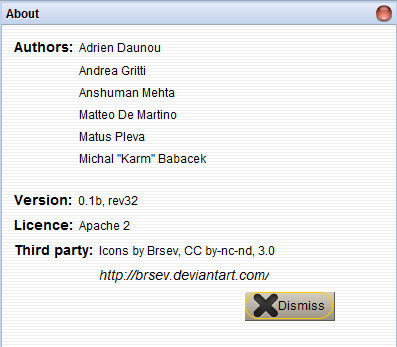 About
Authors: Adrien Daunou
Andrea Gritti
Anshuman Mehta
Matteo De Martino
Matus Pleva
Michal "Karm" Babacek
Version: 0.1b, rev32
Licence: Apache 2
Third party: Icons by Brsev, CC by-nc-nd, 3.0
http://brsev.deviantart.com/
Dismiss